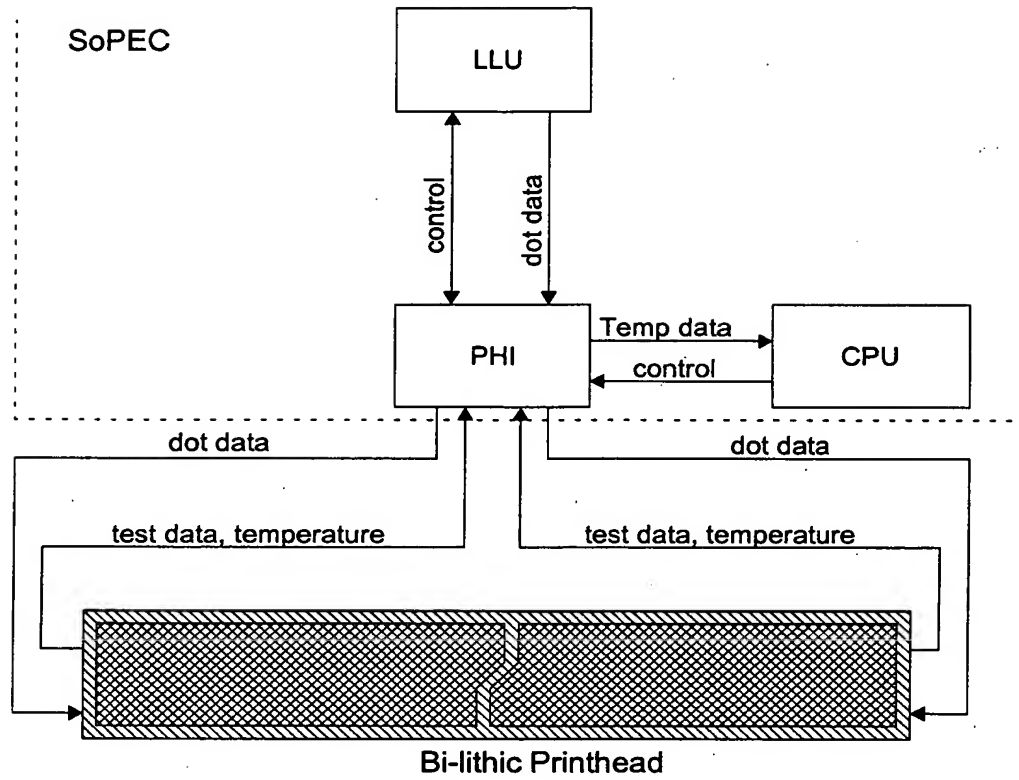 SoPEC
LLU
control
dot data
PHI
Temp data
control
CPU
dot data
dot data
test data, temperature
test data, temperature
Bi-lithic Printhead